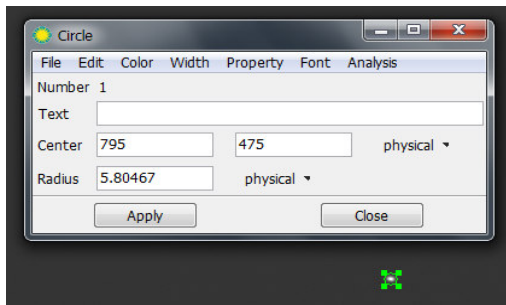 Circle
File Edit Color Width Property Font Analysis
Number 1
Text
Center 795 475 physical
Radius 5.80467 physical
Apply Close